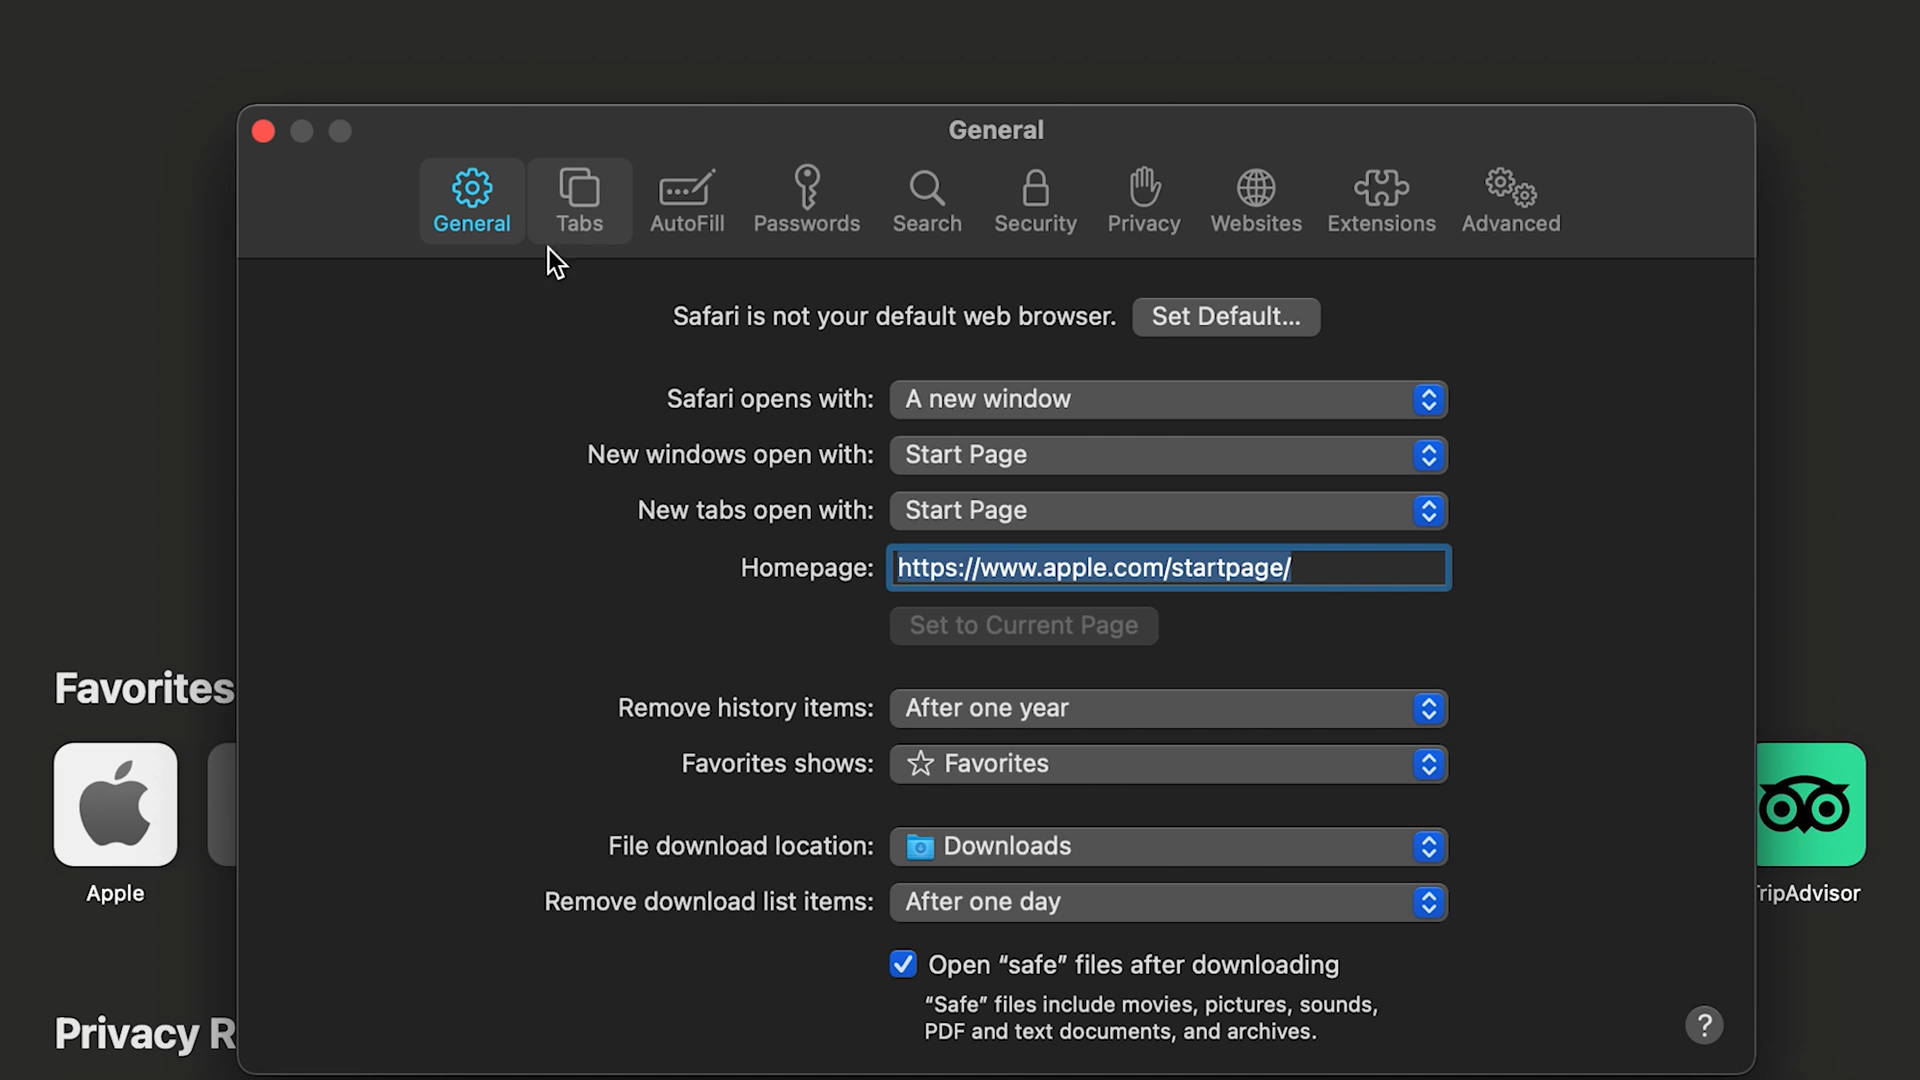 General
General Tabs AutoFill Passwords Search Security Privacy Websites Extensions Advanced
Safari is not your default web browser. Set Default...
Safari opens with: A new window
New windows open with: Start Page
New tabs open with: Start Page
Homepage: https://www.apple.com/startpage/
Set to Current Page
Remove history items: After one year
Favorites shows: Favorites
File download location: Downloads
Remove download list items: After one day
Open “safe” files after downloading
“Safe” files include movies, pictures, sounds,
PDF and text documents, and archives.
?
Favorites
Apple
ripAdvisor
Privacy R